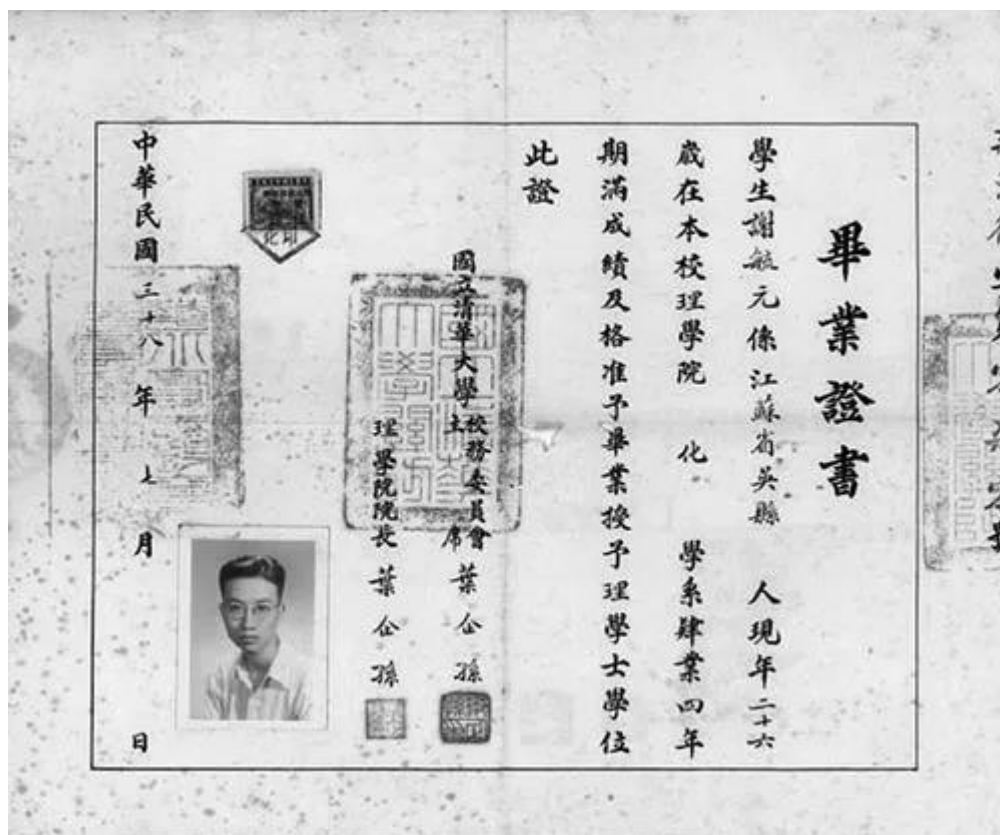 畢業證書
學生謝毓元係江蘇省吳縣 人現年二十六
歲在本校理學院 化 學系肄業四年
期滿成績及格准予畢業授予理學士學位
此證
國立清華大學校務委員會主席 葉企孫
理學院院長 葉企孫
中華民國三十八年 七 月 日